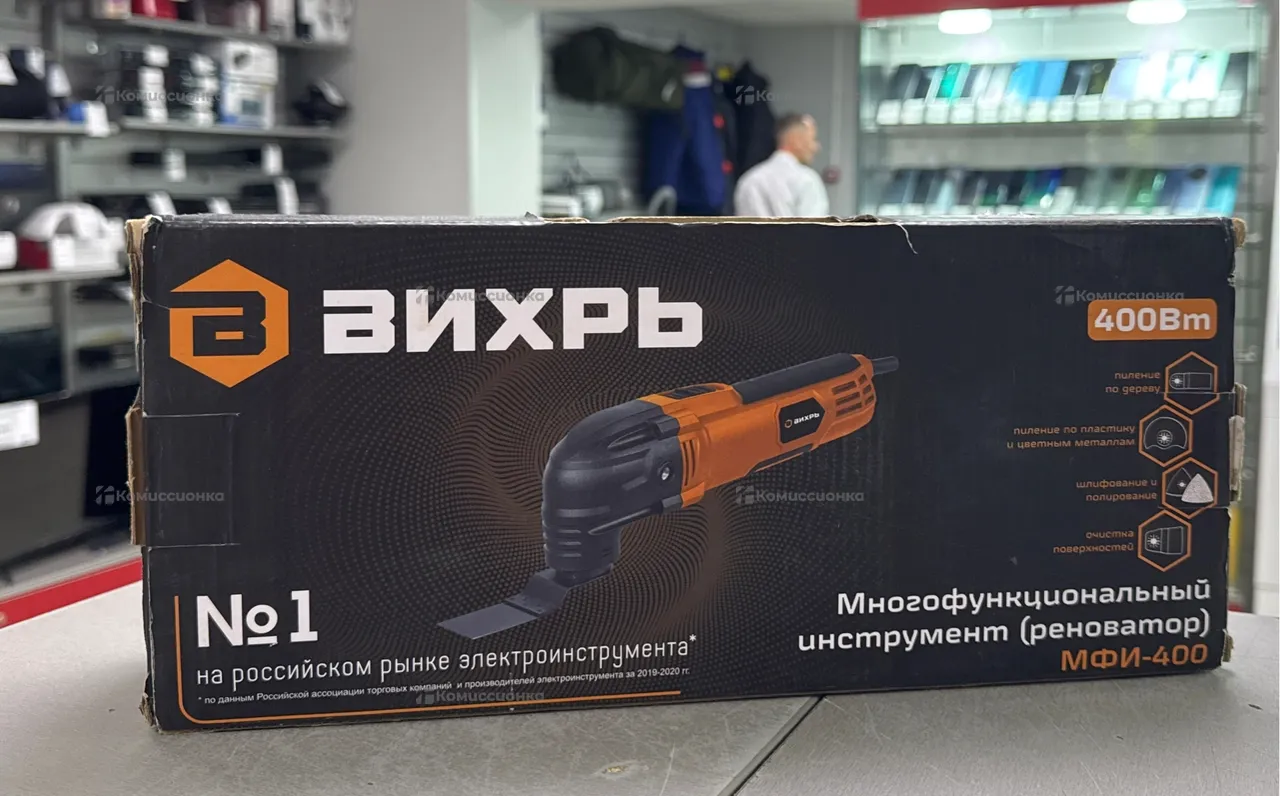 Комиссионка
Комиссионка
В ВИХРЬ
Комиссионка
Комиссионка
400Вт
пиление
по дереву
ВИХРЬ
пиление по пластику
и цветным металлам
шлифование и
полирование
Комиссионка
Комиссионка
очистка
поверхностей
№1
на российском рынке электроинструмента*
* по данным Российской ассоциации торговых компаний и производителей электроинструмента за 2019-2020 гг.
Комиссионка
Многофункциональный
инструмент (реноватор)
МФИ-400